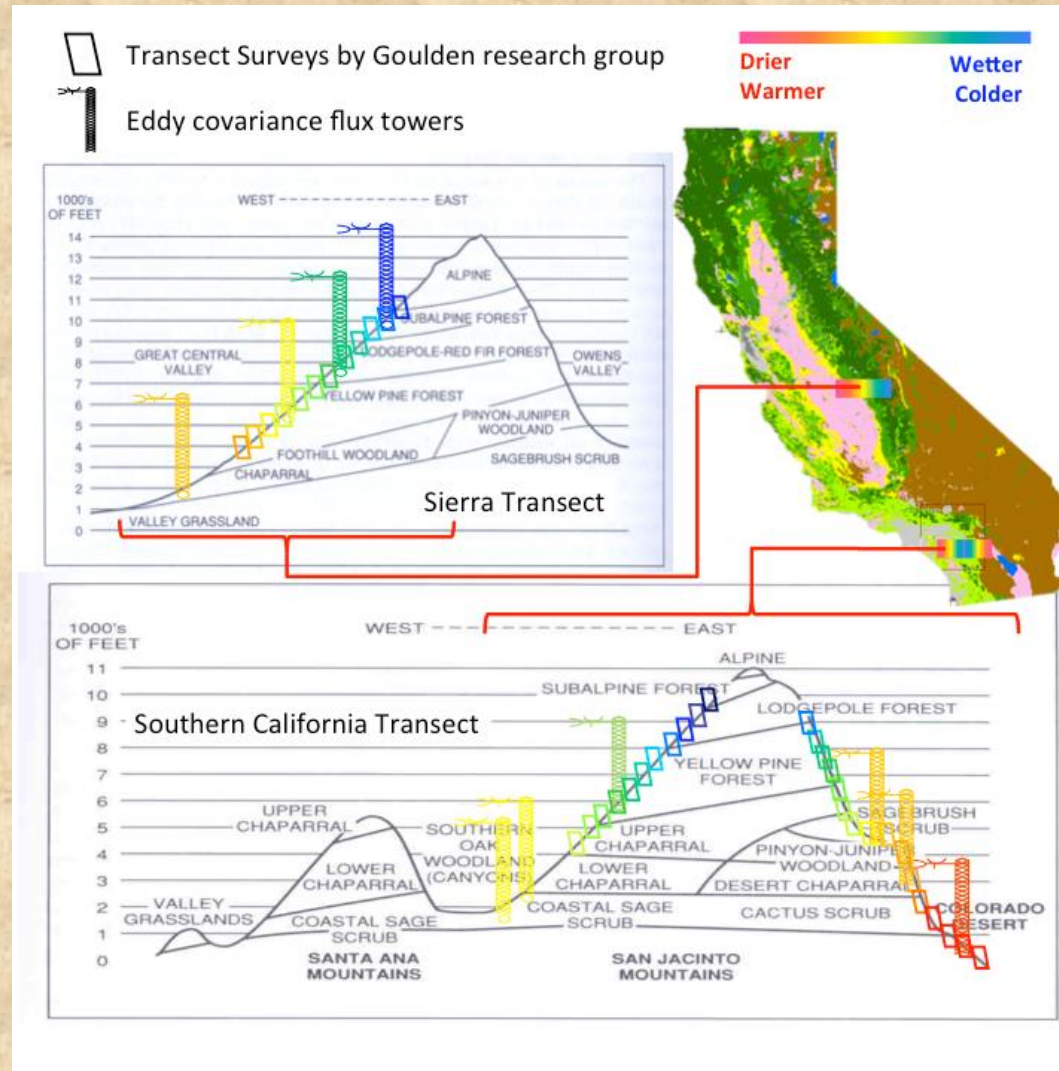 Transect Surveys by Goulden research group
Eddy covariance flux towers
Drier
Warmer
Wetter
Colder
1000's
OF FEET
WEST ------------ EAST
14
13
12
11
10
9
8
7
6
5
4
3
2
1
0
ALPINE
SUBALPINE FOREST
LODGEPOLE-RED FIR FOREST
GREAT CENTRAL
VALLEY
OWENS
VALLEY
YELLOW PINE FOREST
PINYON-JUNIPER
WOODLAND
FOOTHILL WOODLAND
CHAPARRAL
SAGEBRUSH SCRUB
VALLEY GRASSLAND
Sierra Transect
1000's
OF FEET
WEST ------------ EAST
11
10
9
8
7
6
5
4
3
2
1
0
Southern California Transect
ALPINE
SUBALPINE FOREST
LODGEPOLE FOREST
YELLOW PINE
FOREST
UPPER
CHAPARRAL
SOUTHERN
OAK
WOODLAND
(CANYONS)
UPPER
CHAPARRAL
SAGEBRUSH
SCRUB
PINYON-JUNIPER
WOODLAND
LOWER
CHAPARRAL
LOWER
CHAPARRAL
DESERT CHAPARRAL
VALLEY
GRASSLANDS
COASTAL SAGE
SCRUB
COASTAL SAGE
SCRUB
CACTUS SCRUB
COLORADO
DESERT
SANTA ANA
MOUNTAINS
SAN JACINTO
MOUNTAINS